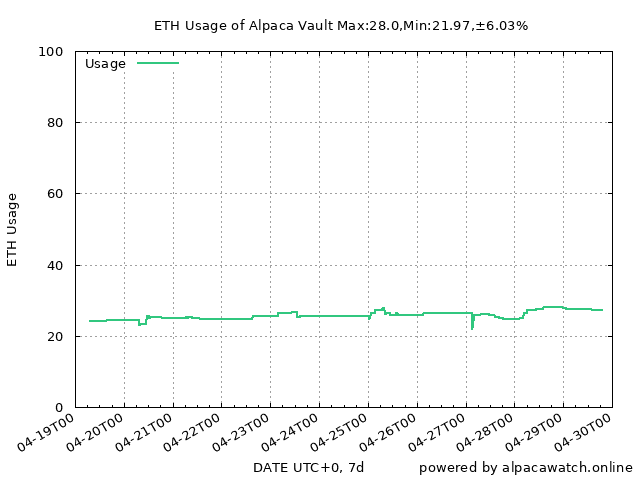 ETH Usage of Alpaca Vault Max:28.0,Min:21.97,±6.03%
100
Usage
80
60
ETH Usage
40
20
0
04-19T00 04-20T00 04-21T00 04-22T00 04-23T00 04-24T00 04-25T00 04-26T00 04-27T00 04-28T00 04-29T00 04-30T00
DATE UTC+0, 7d
powered by alpacawatch.online